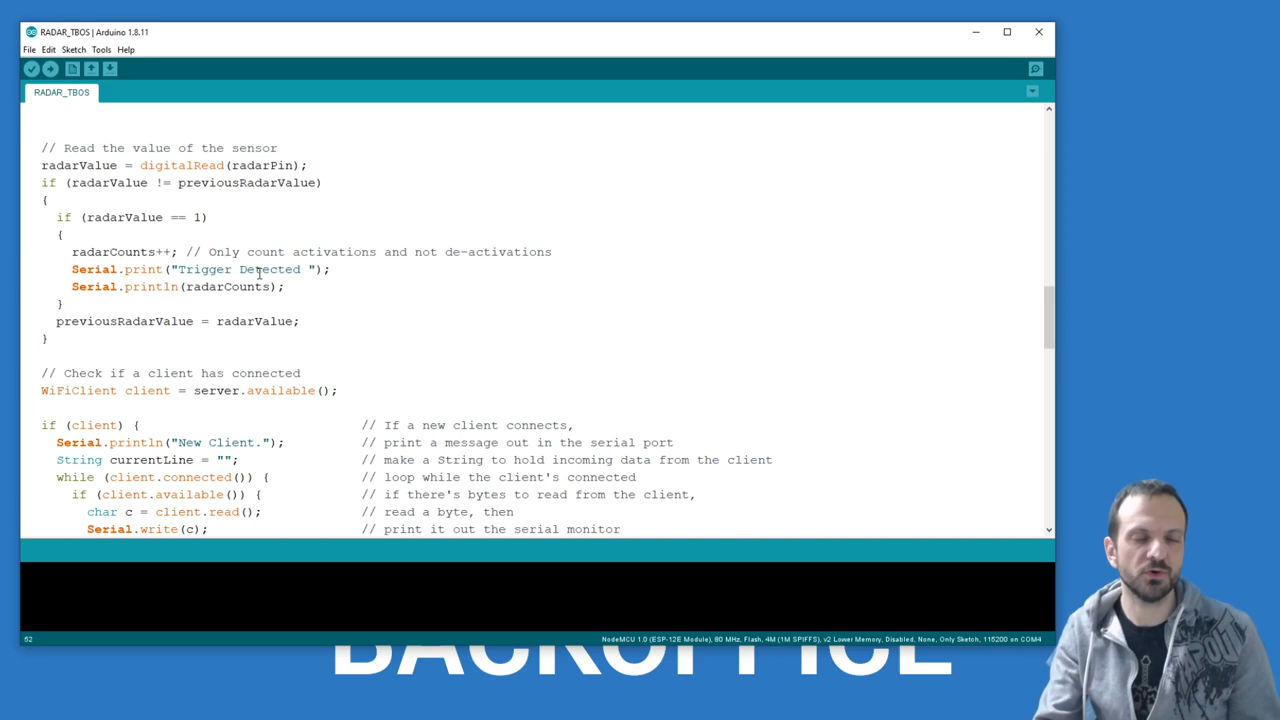 RADAR_TBOS | Arduino 1.8.11
File Edit Sketch Tools Help
RADAR_TBOS
// Read the value of the sensor
radarValue = digitalRead(radarPin);
if (radarValue != previousRadarValue)
{
if (radarValue == 1)
{
radarCounts++; // Only count activations and not de-activations
Serial.print("Trigger Detected ");
Serial.println(radarCounts);
}
previousRadarValue = radarValue;
}
// Check if a client has connected
WiFiClient client = server.available();
if (client) { // If a new client connects,
Serial.println("New Client."); // print a message out in the serial port
String currentLine = ""; // make a String to hold incoming data from the client
while (client.connected()) { // loop while the client's connected
if (client.available()) { // if there's bytes to read from the client,
char c = client.read(); // read a byte, then
Serial.write(c); // print it out the serial monitor
52
NodeMCU 1.0 (ESP-12E Module), 80 MHz, Flash, 4M (1M SPIFFS), v2 Lower Memory, Disabled, None, Only Sketch, 115200 on COM4
BACKOFFICE